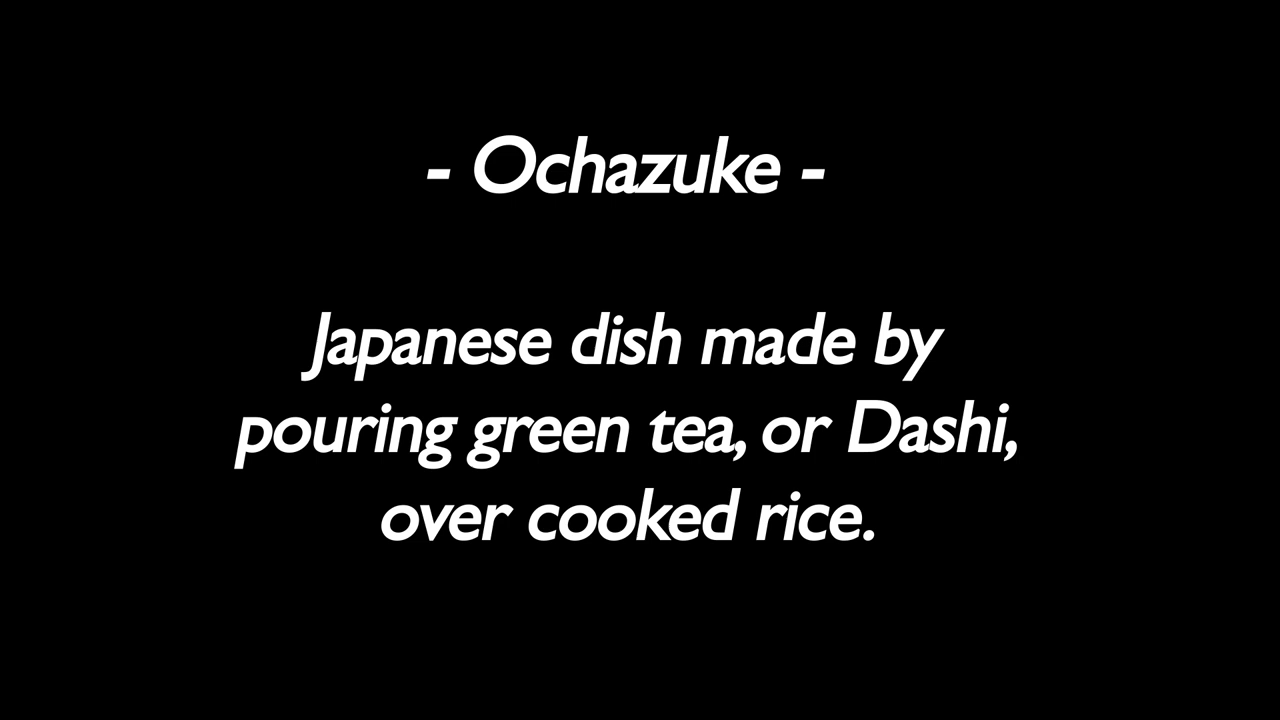 - Ochazuke -
Japanese dish made by
pouring green tea, or Dashi,
over cooked rice.